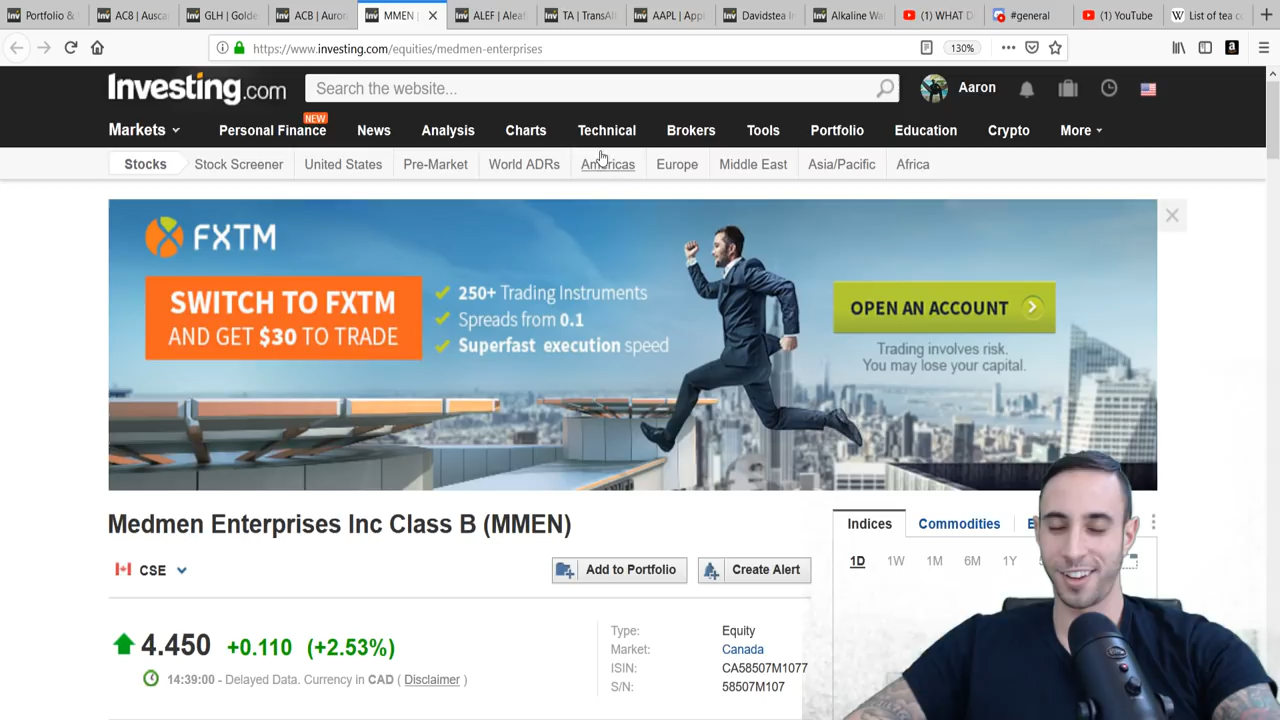 Portfolio &
AC8 | Ausca
GLH | Golde
ACB | Auror
MMEN |
ALEF | Aleaf
TA | TransAlt
AAPL | Appl
Davidstea I
Alkaline Wa
(1) WHAT D
#general
(1) YouTube
List of tea c
https://www.investing.com/equities/medmen-enterprises
130%
Investing.com
Search the website...
Aaron
NEW
Markets
Personal Finance
News
Analysis
Charts
Technical
Brokers
Tools
Portfolio
Education
Crypto
More
Stocks
Stock Screener
United States
Pre-Market
World ADRs
Americas
Europe
Middle East
Asia/Pacific
Africa
FXTM
SWITCH TO FXTM
AND GET $30 TO TRADE
250+ Trading Instruments
Spreads from 0.1
Superfast execution speed
OPEN AN ACCOUNT
Trading involves risk.
You may lose your capital.
Medmen Enterprises Inc Class B (MMEN)
CSE
Add to Portfolio
Create Alert
4.450 +0.110 (+2.53%)
14:39:00 - Delayed Data. Currency in CAD ( Disclaimer )
Type: Equity
Market: Canada
ISIN: CA58507M1077
S/N: 58507M107
Indices
Commodities
1D
1W
1M
6M
1Y